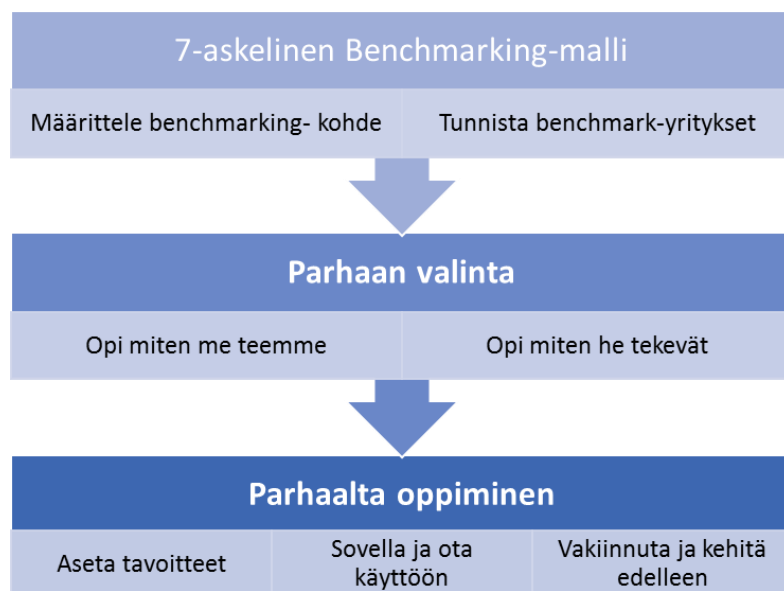 7-askelinen Benchmarking-malli
Määrittele benchmarking- kohde
Tunnista benchmark-yritykset
Parhaan valinta
Opi miten me teemme
Opi miten he tekevät
Parhaalta oppiminen
Aseta tavoitteet
Sovella ja ota
käyttöön
Vakiinnuta ja kehitä
edelleen